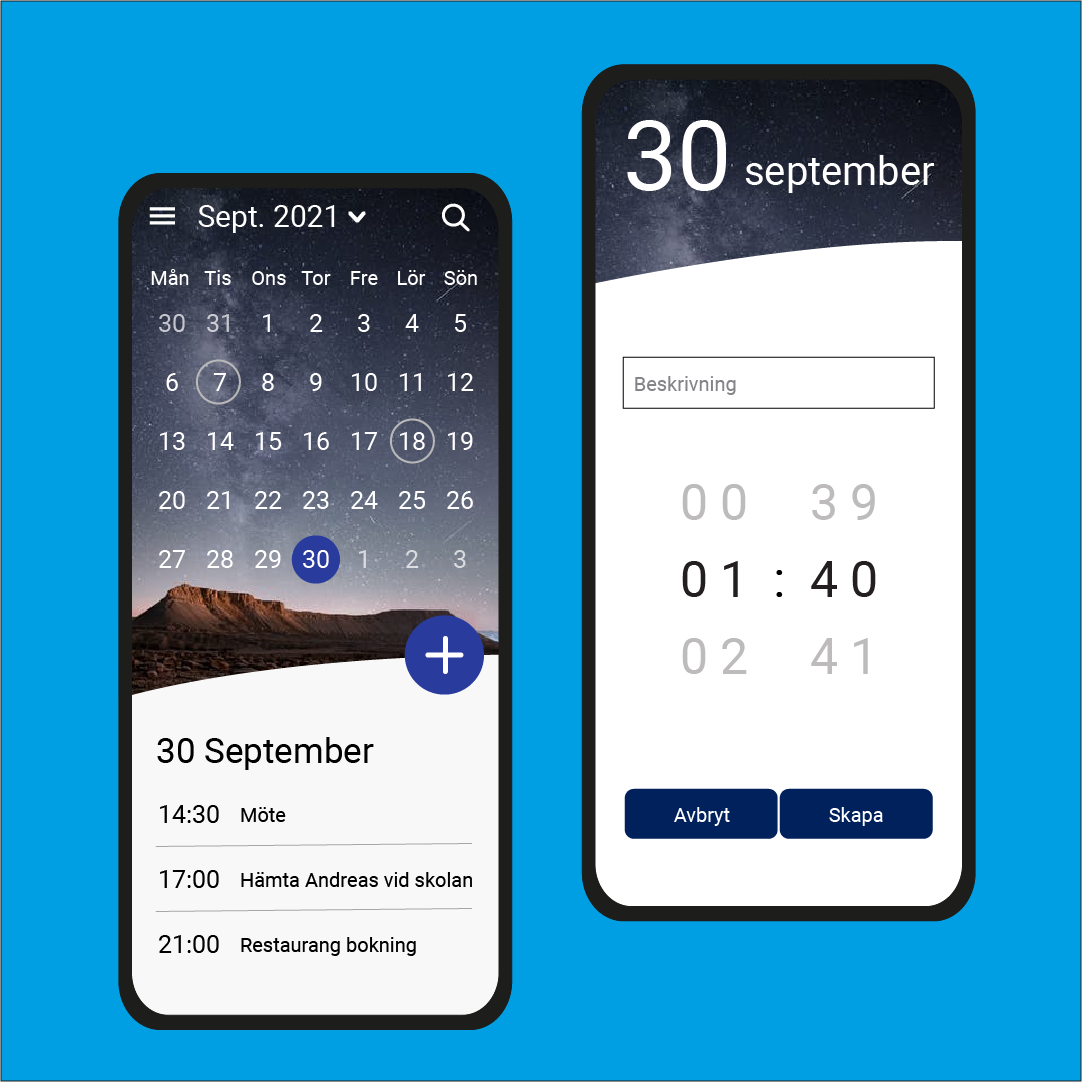 Sept. 2021
Mån Tis Ons Tor Fre Lör Sön
30 31 1 2 3 4 5
6 7 8 9 10 11 12
13 14 15 16 17 18 19
20 21 22 23 24 25 26
27 28 29 30 1 2 3
30 September
14:30 Möte
17:00 Hämta Andreas vid skolan
21:00 Restaurang bokning
30 september
Beskrivning
00 39
01 : 40
02 41
Avbryt Skapa